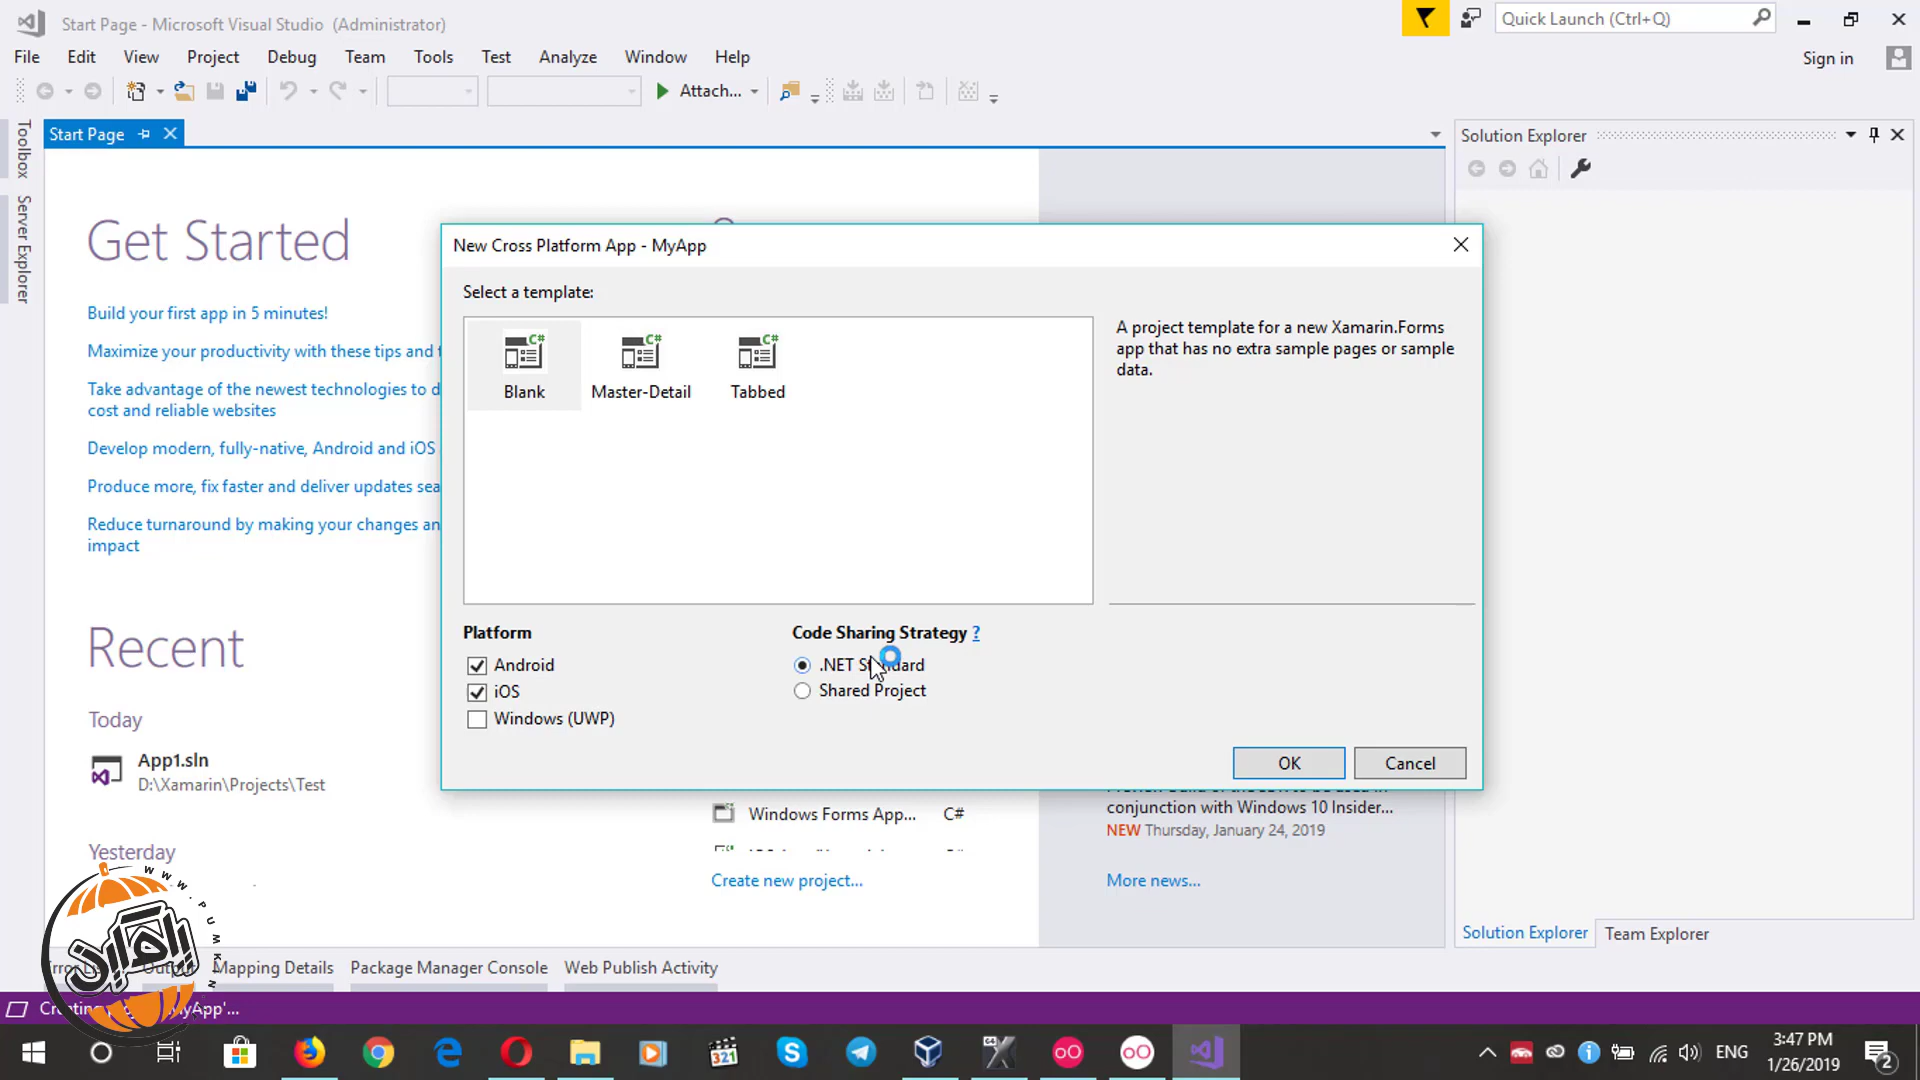 Start Page - Microsoft Visual Studio (Administrator)
Quick Launch (Ctrl+Q)
File Edit View Project Debug Team Tools Test Analyze Window Help
Sign in
Attach...
Toolbox
Server Explorer
Start Page
Solution Explorer
Get Started
Build your first app in 5 minutes!
Maximize your productivity with these tips and
Take advantage of the newest technologies to d
cost and reliable websites
Develop modern, fully-native, Android and iOS
Produce more, fix faster and deliver updates sea
Reduce turnaround by making your changes an
impact
Recent
Today
App1.sln
D:\Xamarin\Projects\Test
Yesterday
New Cross Platform App - MyApp
Select a template:
Blank
Master-Detail
Tabbed
A project template for a new Xamarin.Forms
app that has no extra sample pages or sample
data.
Platform
Android
iOS
Windows (UWP)
Code Sharing Strategy ?
.NET Standard
Shared Project
OK
Cancel
Windows Forms App... C#
Create new project...
conjunction with Windows 10 Insider...
NEW Thursday, January 24, 2019
More news...
Solution Explorer
Team Explorer
Output
Mapping Details
Package Manager Console
Web Publish Activity
MyApp'...
ENG
3:47 PM
1/26/2019
2
321
64